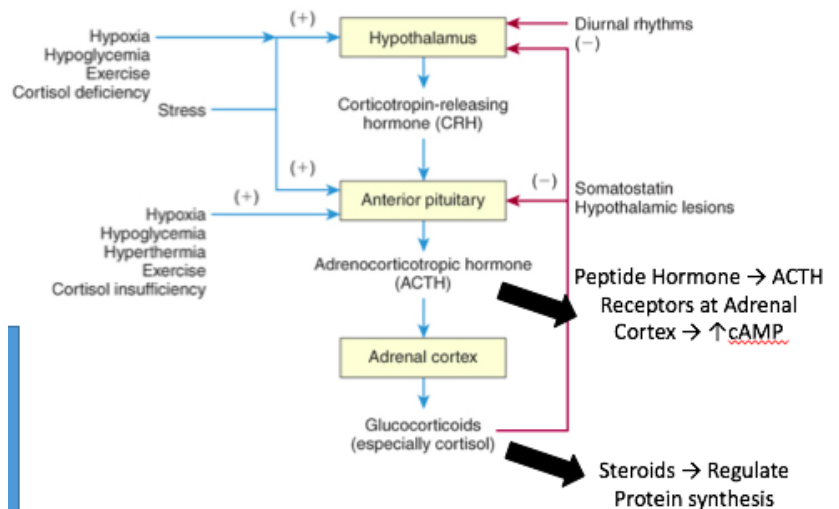 (+)
Hypoxia
Hypoglycemia
Exercise
Cortisol deficiency
Stress
Hypothalamus
Diurnal rhythms
(−)
Corticotropin-releasing
hormone (CRH)
(+)
(+)
Anterior pituitary
(−)
Somatostatin
Hypothalamic lesions
Hypoxia
Hypoglycemia
Hyperthermia
Exercise
Cortisol insufficiency
Adrenocorticotropic hormone
(ACTH)
Peptide Hormone → ACTH
Receptors at Adrenal
Cortex → ↑cAMP
Adrenal cortex
Glucocorticoids
(especially cortisol)
Steroids → Regulate
Protein synthesis